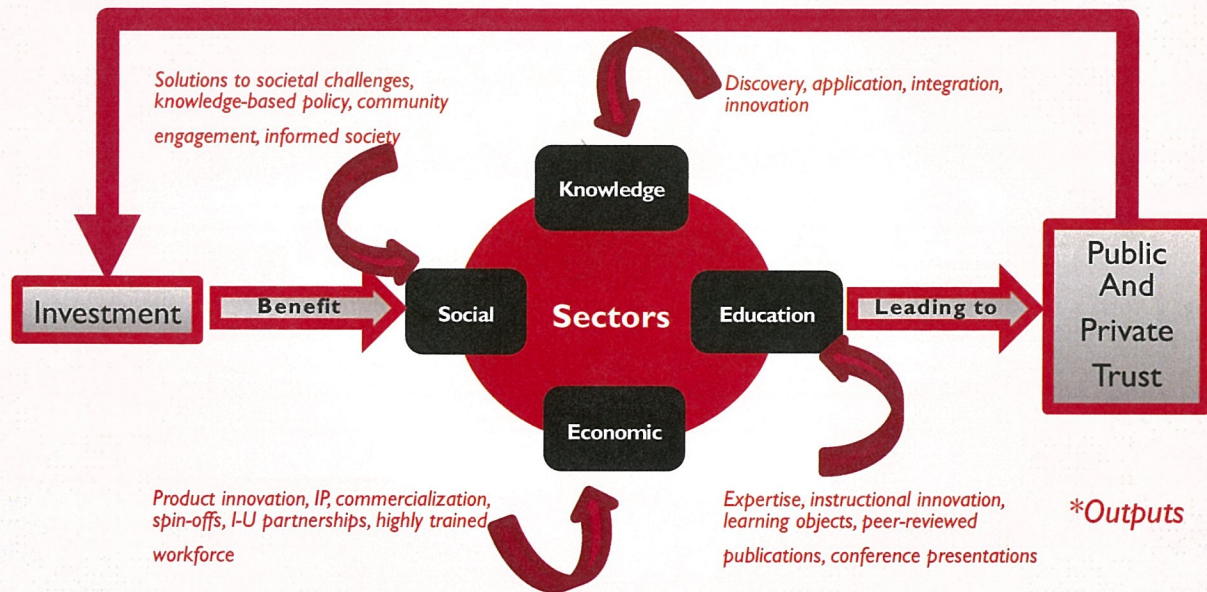 Solutions to societal challenges,
knowledge-based policy, community
engagement, informed society
Discovery, application, integration,
innovation
Knowledge
Investment
Benefit
Social
Sectors
Education
Leading to
Public
And
Private
Trust
Economic
Product innovation, IP, commercialization,
spin-offs, I-U partnerships, highly trained
workforce
Expertise, instructional innovation,
learning objects, peer-reviewed
publications, conference presentations
*Outputs